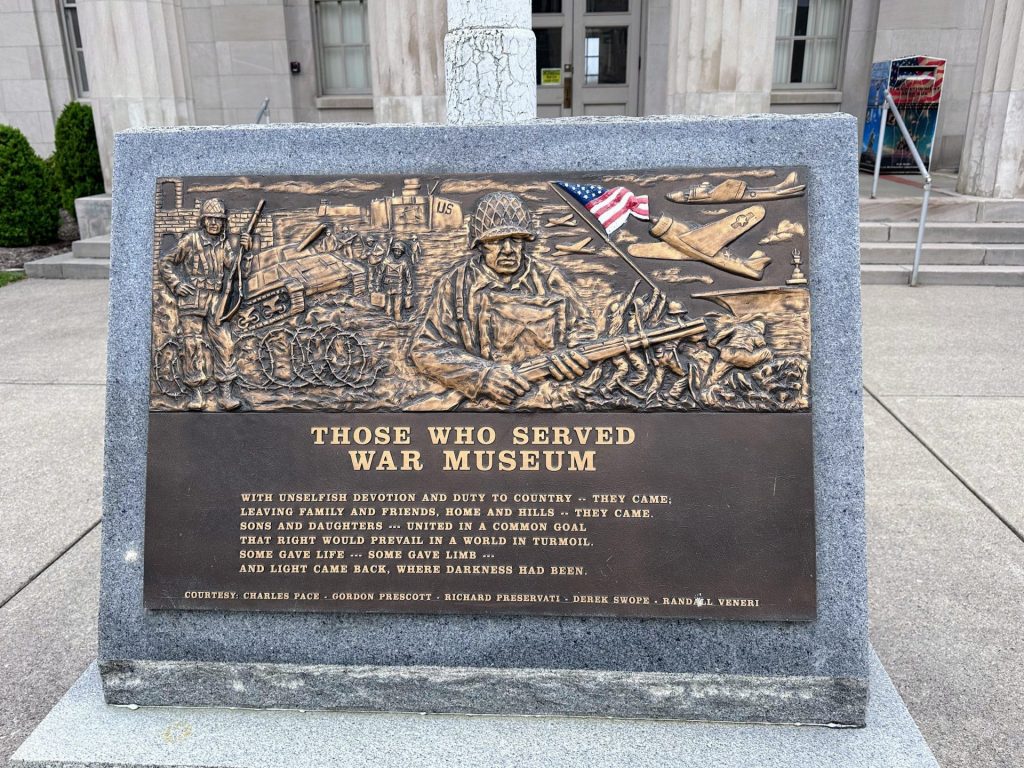 US
THOSE WHO SERVED
WAR MUSEUM
WITH UNSELFISH DEVOTION AND DUTY TO COUNTRY -- THEY CAME;
LEAVING FAMILY AND FRIENDS, HOME AND HILLS -- THEY CAME.
SONS AND DAUGHTERS --- UNITED IN A COMMON GOAL
THAT RIGHT WOULD PREVAIL IN A WORLD IN TURMOIL.
SOME GAVE LIFE --- SOME GAVE LIMB ---
AND LIGHT CAME BACK, WHERE DARKNESS HAD BEEN.
COURTESY: CHARLES PACE - GORDON PRESCOTT - RICHARD PRESERVATI - DEREK SWOPE - RANDALL VENERI